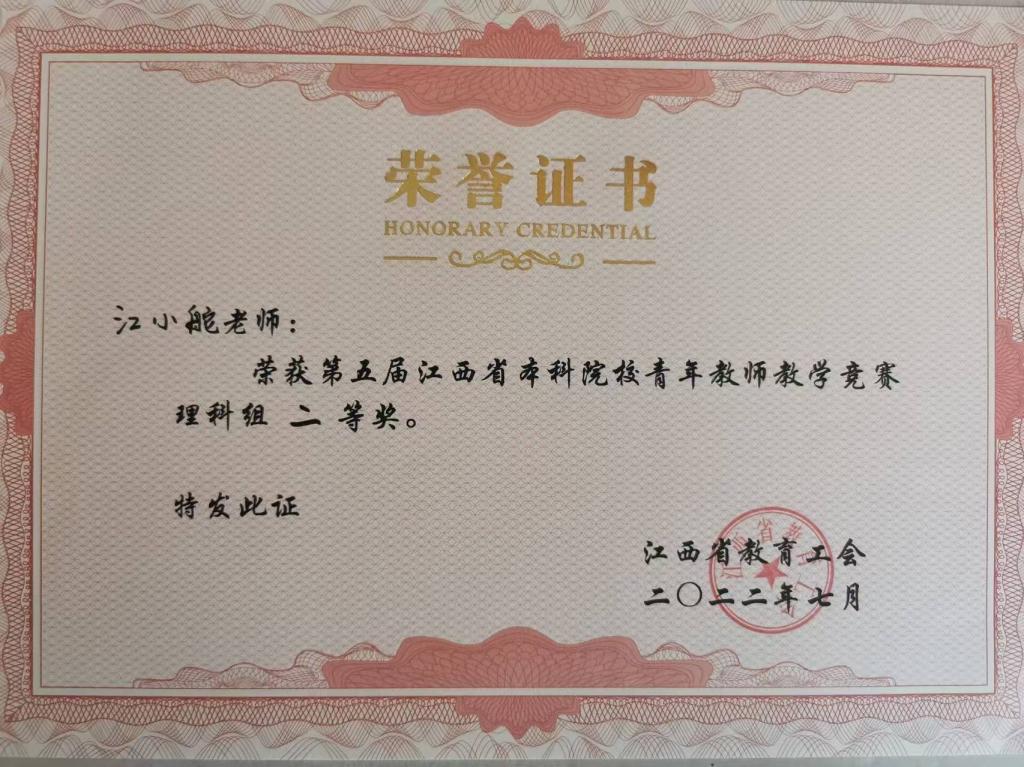 荣誉证书
HONORARY CREDENTIAL
江小舵老师：
荣获第五届江西省本科院校青年教师教学竞赛
理科组 二 等奖。
特发此证
江西省教育工会
二〇二二年七月